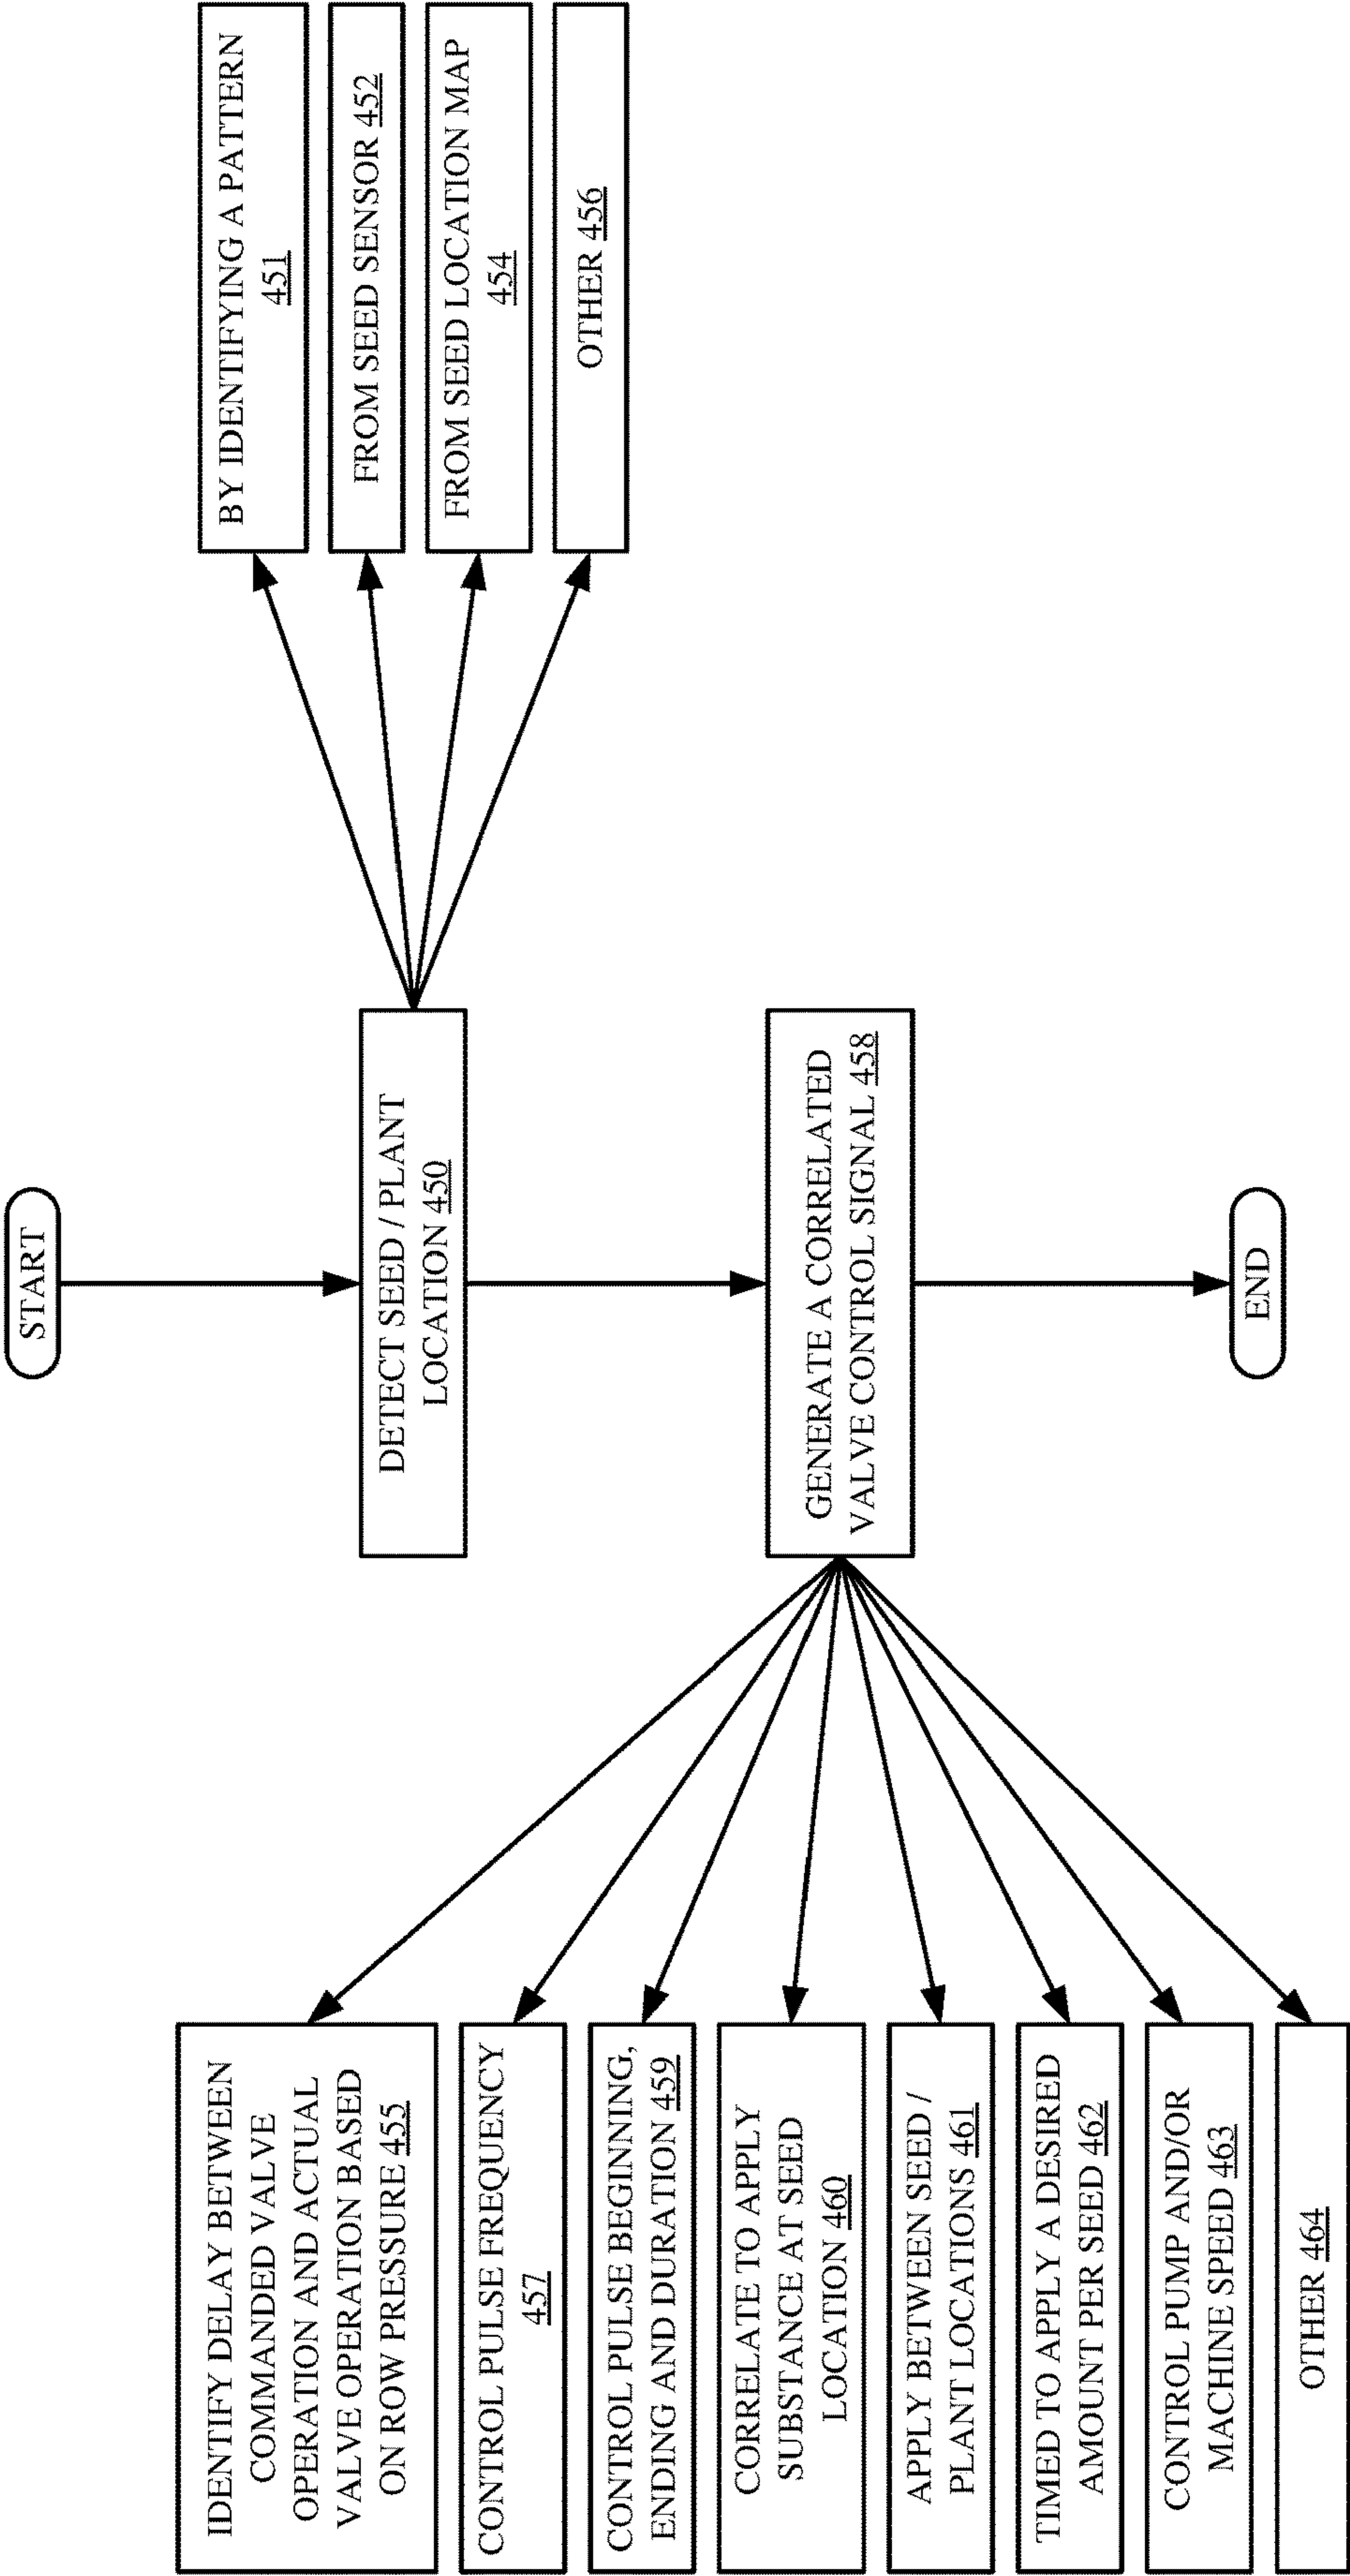 START
DETECT SEED / PLANT
LOCATION 450
BY IDENTIFYING A PATTERN
451
FROM SEED SENSOR 452
FROM SEED LOCATION MAP
454
OTHER 456
GENERATE A CORRELATED
VALVE CONTROL SIGNAL 458
IDENTIFY DELAY BETWEEN
COMMANDED VALVE
OPERATION AND ACTUAL
VALVE OPERATION BASED
ON ROW PRESSURE 455
CONTROL PULSE FREQUENCY
457
CONTROL PULSE BEGINNING,
ENDING AND DURATION 459
CORRELATE TO APPLY
SUBSTANCE AT SEED
LOCATION 460
APPLY BETWEEN SEED /
PLANT LOCATIONS 461
TIMED TO APPLY A DESIRED
AMOUNT PER SEED 462
CONTROL PUMP AND/OR
MACHINE SPEED 463
OTHER 464
END